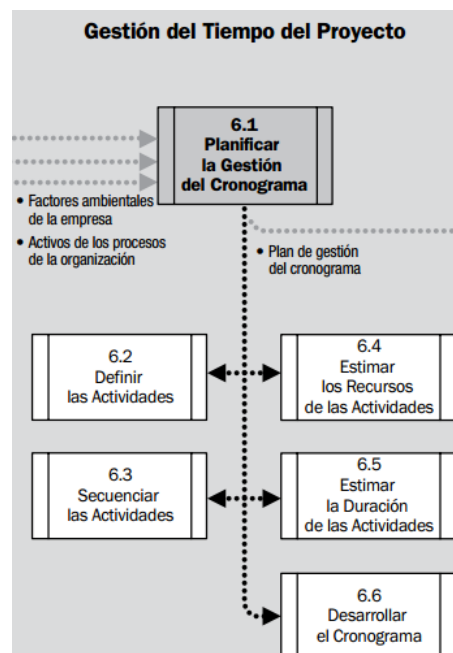 Gestión del Tiempo del Proyecto
6.1
Planificar
la Gestión
del Cronograma
• Factores ambientales
de la empresa
• Activos de los procesos
de la organización
• Plan de gestión
del cronograma
6.2
Definir
las Actividades
6.4
Estimar
los Recursos
de las Actividades
6.3
Secuenciar
las Actividades
6.5
Estimar
la Duración
de las Actividades
6.6
Desarrollar
el Cronograma